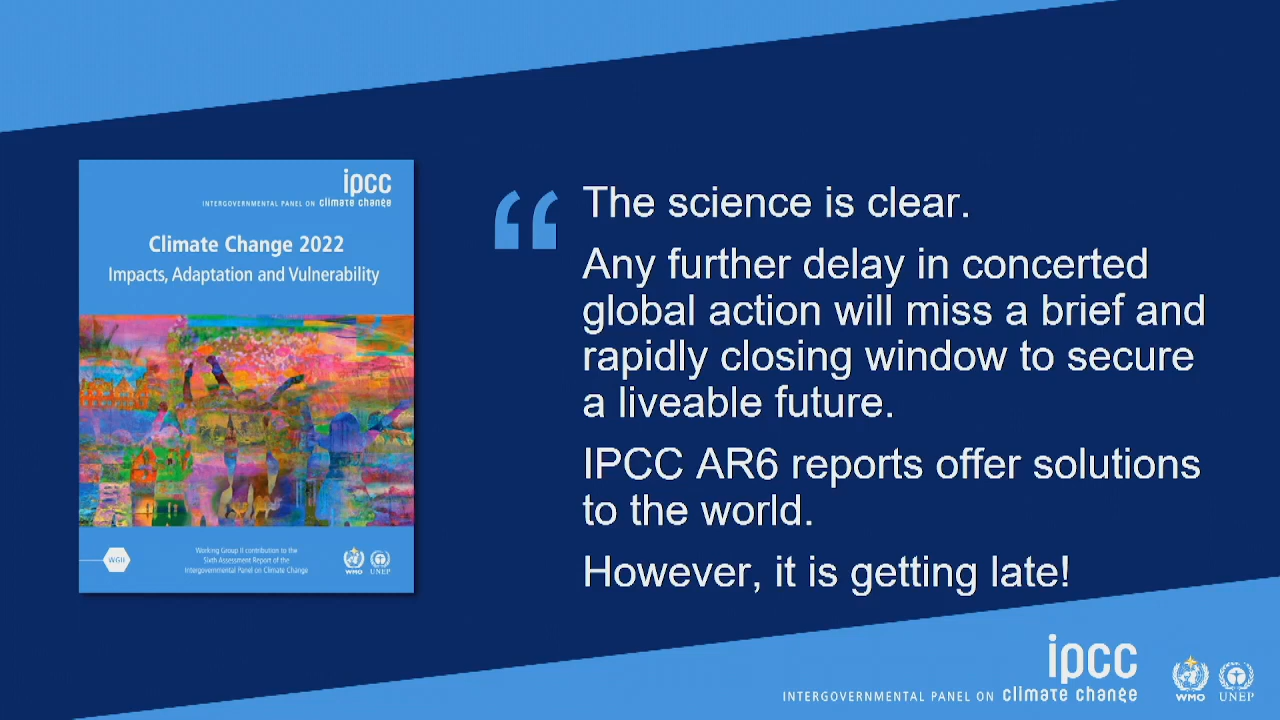 ipcc
INTERGOVERNMENTAL PANEL ON climate change
Climate Change 2022
Impacts, Adaptation and Vulnerability
WGII
Working Group II contribution to the
Sixth Assessment Report of the
Intergovernmental Panel on Climate Change
WMO UNEP
“
The science is clear.
Any further delay in concerted
global action will miss a brief and
rapidly closing window to secure
a liveable future.
IPCC AR6 reports offer solutions
to the world.
However, it is getting late!
ipcc
INTERGOVERNMENTAL PANEL ON climate change
WMO UNEP